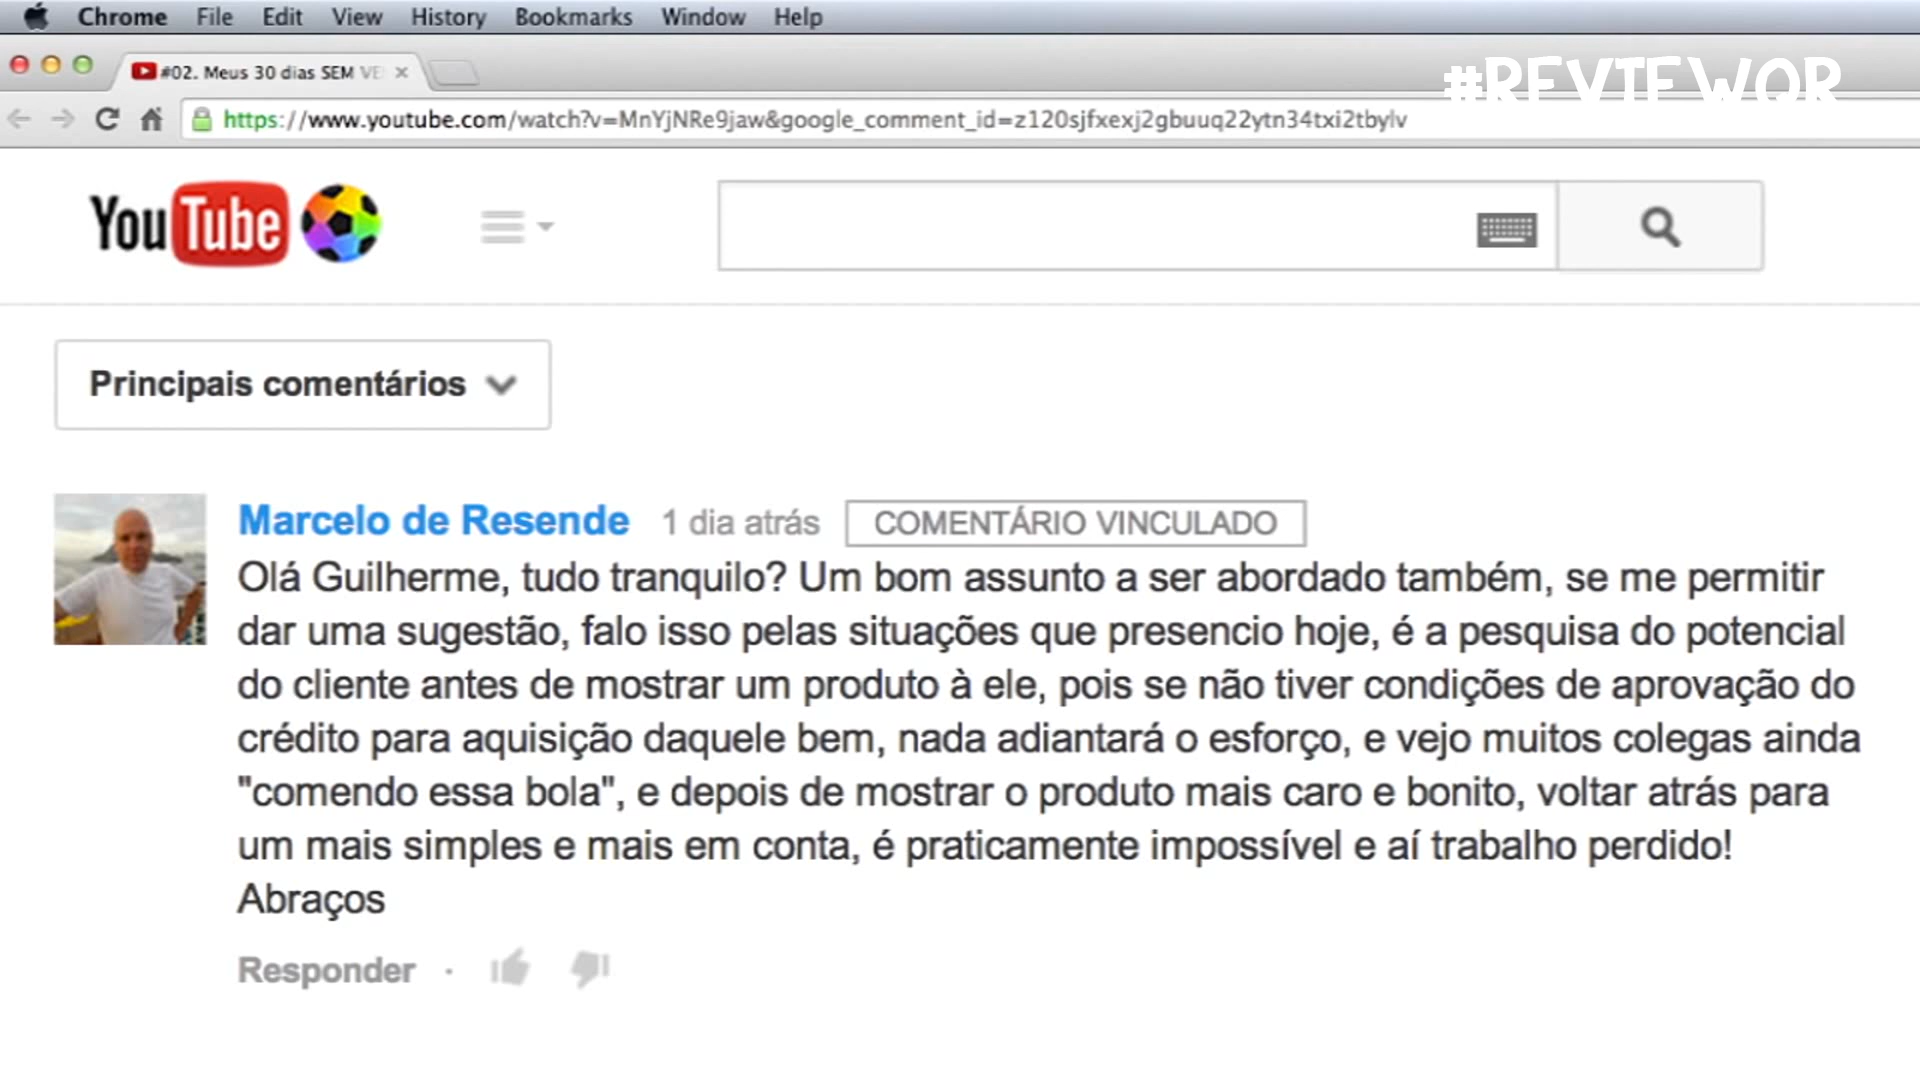 Chrome File Edit View History Bookmarks Window Help
#02. Meus 30 dias SEM VE
#REVIEWOR
https://www.youtube.com/watch?v=MnYjNRe9jaw&google_comment_id=z120sjfxexj2gbuuq22ytn34txi2tbylv
YouTube
Principais comentários
Marcelo de Resende 1 dia atrás COMENTÁRIO VINCULADO
Olá Guilherme, tudo tranquilo? Um bom assunto a ser abordado também, se me permitir
dar uma sugestão, falo isso pelas situações que presencio hoje, é a pesquisa do potencial
do cliente antes de mostrar um produto à ele, pois se não tiver condições de aprovação do
crédito para aquisição daquele bem, nada adiantará o esforço, e vejo muitos colegas ainda
"comendo essa bola", e depois de mostrar o produto mais caro e bonito, voltar atrás para
um mais simples e mais em conta, é praticamente impossível e aí trabalho perdido!
Abraços
Responder ·